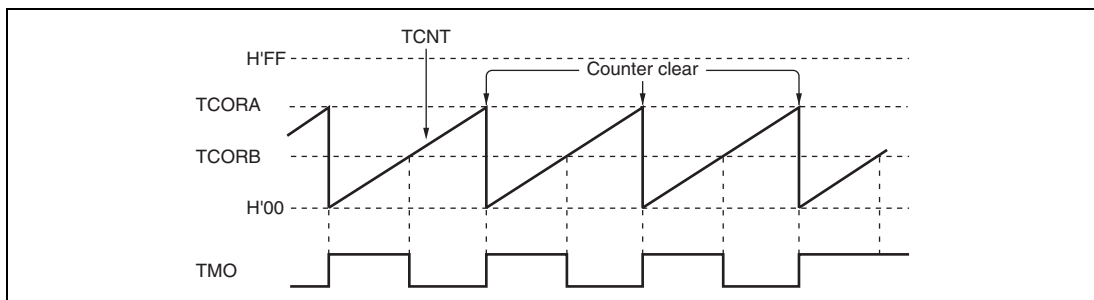 TCNT
H'FF
Counter clear
TCORA
TCORB
H'00
TMO